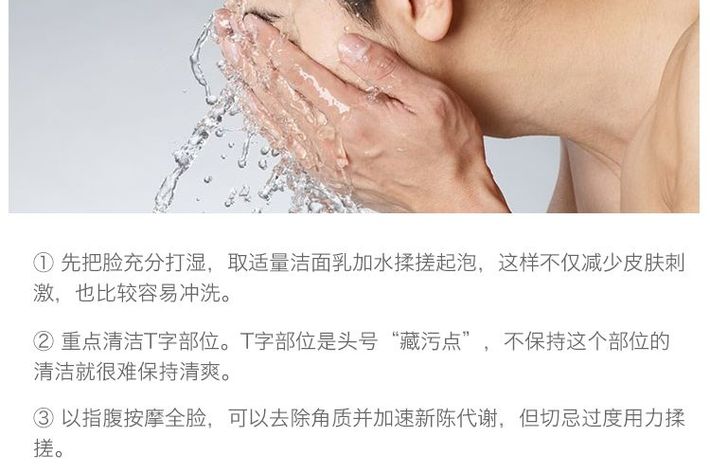 ① 先把脸充分打湿，取适量洁面乳加水揉搓起泡，这样不仅减少皮肤刺
激，也比较容易冲洗。
② 重点清洁T字部位。T字部位是头号“藏污点”，不保持这个部位的
清洁就很难保持清爽。
③ 以指腹按摩全脸，可以去除角质并加速新陈代谢，但切忌过度用力揉
搓。